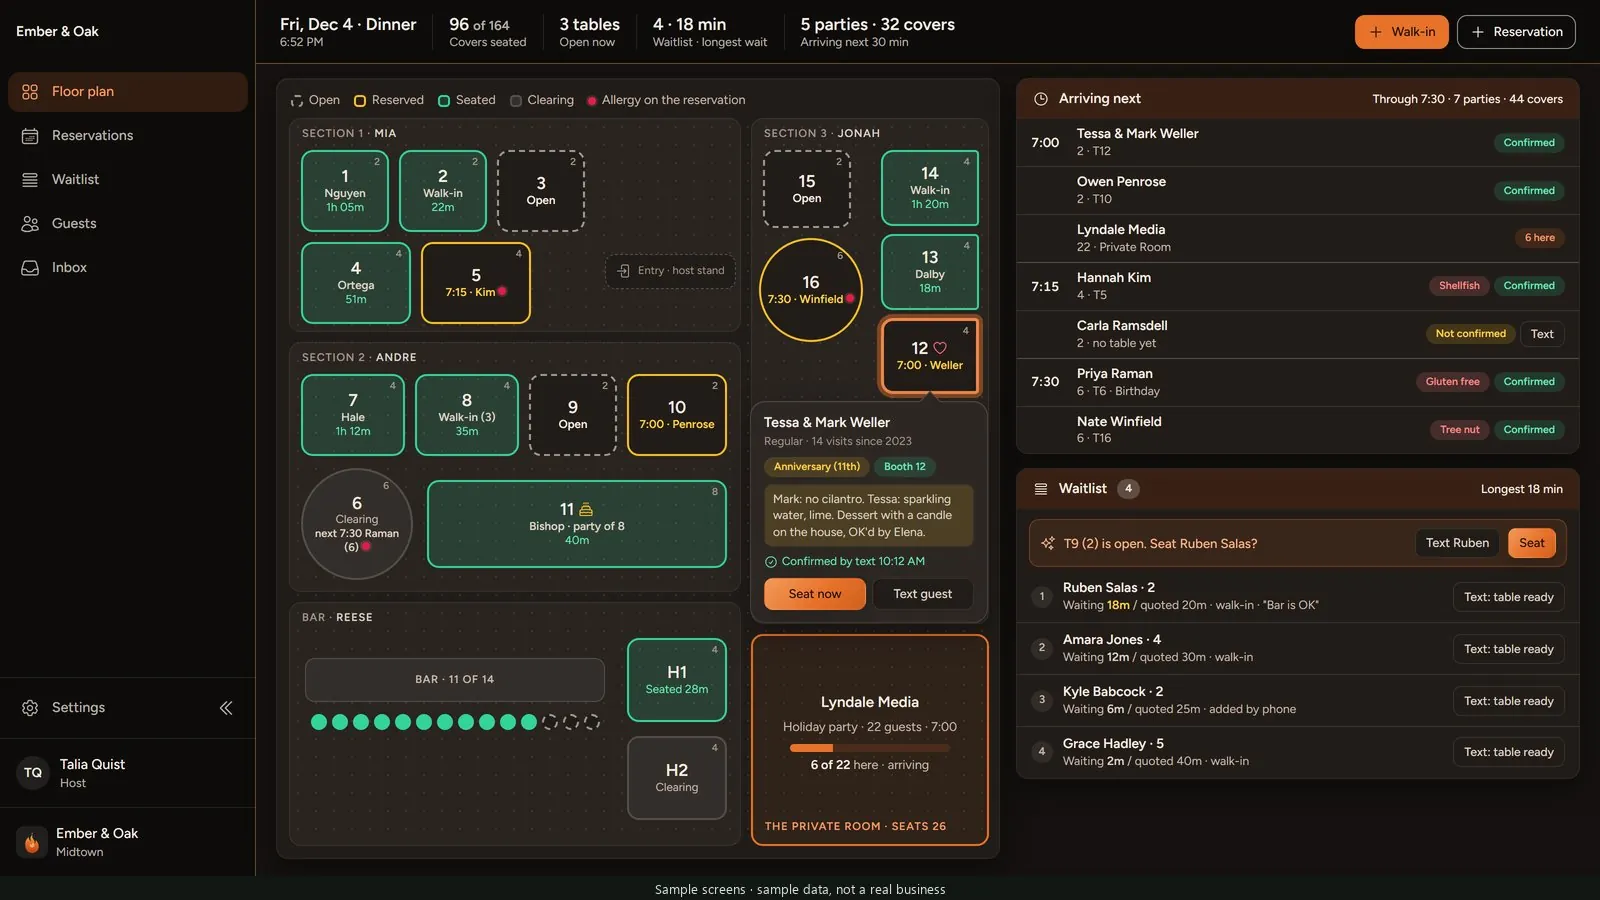 Ember & Oak
Floor plan
Reservations
Waitlist
Guests
Inbox
Settings
TQ
Talia Quist
Host
Ember & Oak
Midtown
Fri, Dec 4 · Dinner
6:52 PM
96 of 164
Covers seated
3 tables
Open now
4 · 18 min
Waitlist · longest wait
5 parties · 32 covers
Arriving next 30 min
+ Walk-in
+ Reservation
Open
Reserved
Seated
Clearing
Allergy on the reservation
SECTION 1 · MIA
2
1
Nguyen
1h 05m
2
2
Walk-in
22m
2
3
Open
4
4
Ortega
51m
4
5
7:15 · Kim
Entry · host stand
SECTION 2 · ANDRE
4
7
Hale
1h 12m
4
8
Walk-in (3)
35m
2
9
Open
2
10
7:00 · Penrose
6
6
Clearing
next 7:30 Raman
(6)
8
11
Bishop · party of 8
40m
BAR · REESE
BAR · 11 OF 14
4
H1
Seated 28m
4
H2
Clearing
SECTION 3 · JONAH
2
15
Open
4
14
Walk-in
1h 20m
6
16
7:30 · Winfield
4
13
Dalby
18m
4
12
7:00 · Weller
Tessa & Mark Weller
Regular · 14 visits since 2023
Anniversary (11th)
Booth 12
Mark: no cilantro. Tessa: sparkling
water, lime. Dessert with a candle
on the house, OK'd by Elena.
Confirmed by text 10:12 AM
Seat now
Text guest
Lyndale Media
Holiday party · 22 guests · 7:00
6 of 22 here · arriving
THE PRIVATE ROOM · SEATS 26
Arriving next
Through 7:30 · 7 parties · 44 covers
7:00
Tessa & Mark Weller
2 · T12
Confirmed
Owen Penrose
2 · T10
Confirmed
Lyndale Media
22 · Private Room
6 here
7:15
Hannah Kim
4 · T5
Shellfish
Confirmed
Carla Ramsdell
2 · no table yet
Not confirmed
Text
7:30
Priya Raman
6 · T6 · Birthday
Gluten free
Confirmed
Nate Winfield
6 · T16
Tree nut
Confirmed
Waitlist
4
Longest 18 min
T9 (2) is open. Seat Ruben Salas?
Text Ruben
Seat
1
Ruben Salas · 2
Waiting 18m / quoted 20m · walk-in · "Bar is OK"
Text: table ready
2
Amara Jones · 4
Waiting 12m / quoted 30m · walk-in
Text: table ready
3
Kyle Babcock · 2
Waiting 6m / quoted 25m · added by phone
Text: table ready
4
Grace Hadley · 5
Waiting 2m / quoted 40m · walk-in
Text: table ready
Sample screens · sample data, not a real business